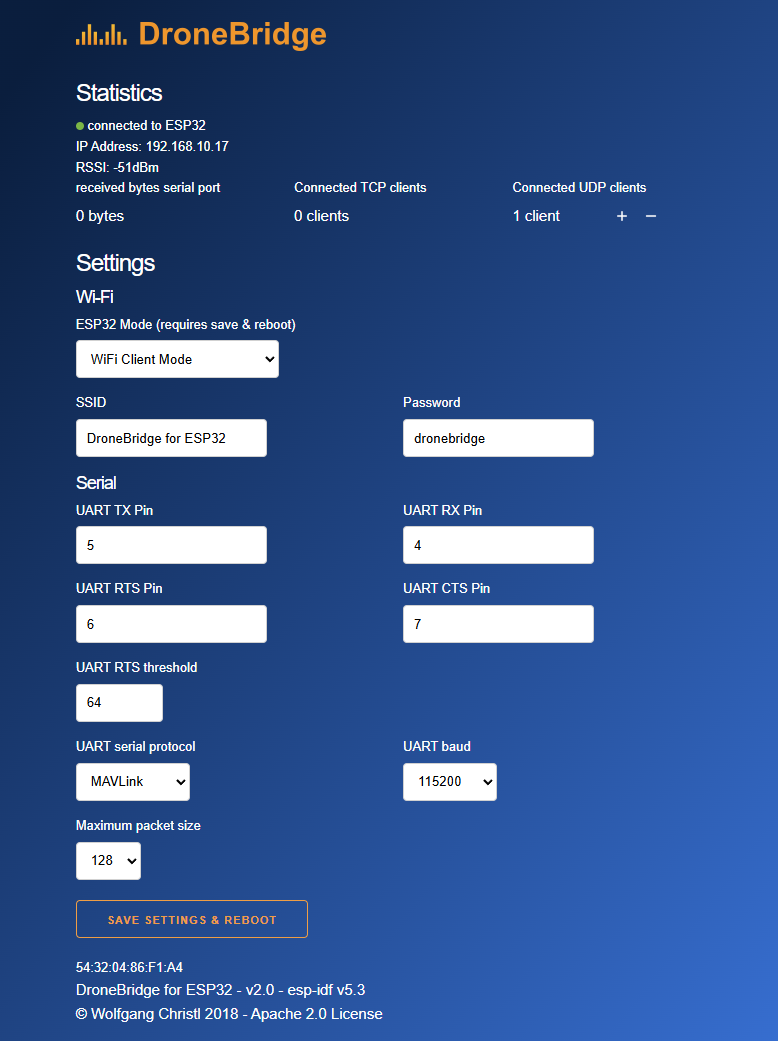 DroneBridge
Statistics
connected to ESP32
IP Address: 192.168.10.17
RSSI: -51dBm
received bytes serial port Connected TCP clients Connected UDP clients
0 bytes 0 clients 1 client + −
Settings
Wi-Fi
ESP32 Mode (requires save & reboot)
WiFi Client Mode
SSID Password
DroneBridge for ESP32 dronebridge
Serial
UART TX Pin UART RX Pin
5 4
UART RTS Pin UART CTS Pin
6 7
UART RTS threshold
64
UART serial protocol UART baud
MAVLink 115200
Maximum packet size
128
SAVE SETTINGS & REBOOT
54:32:04:86:F1:A4
DroneBridge for ESP32 - v2.0 - esp-idf v5.3
© Wolfgang Christl 2018 - Apache 2.0 License